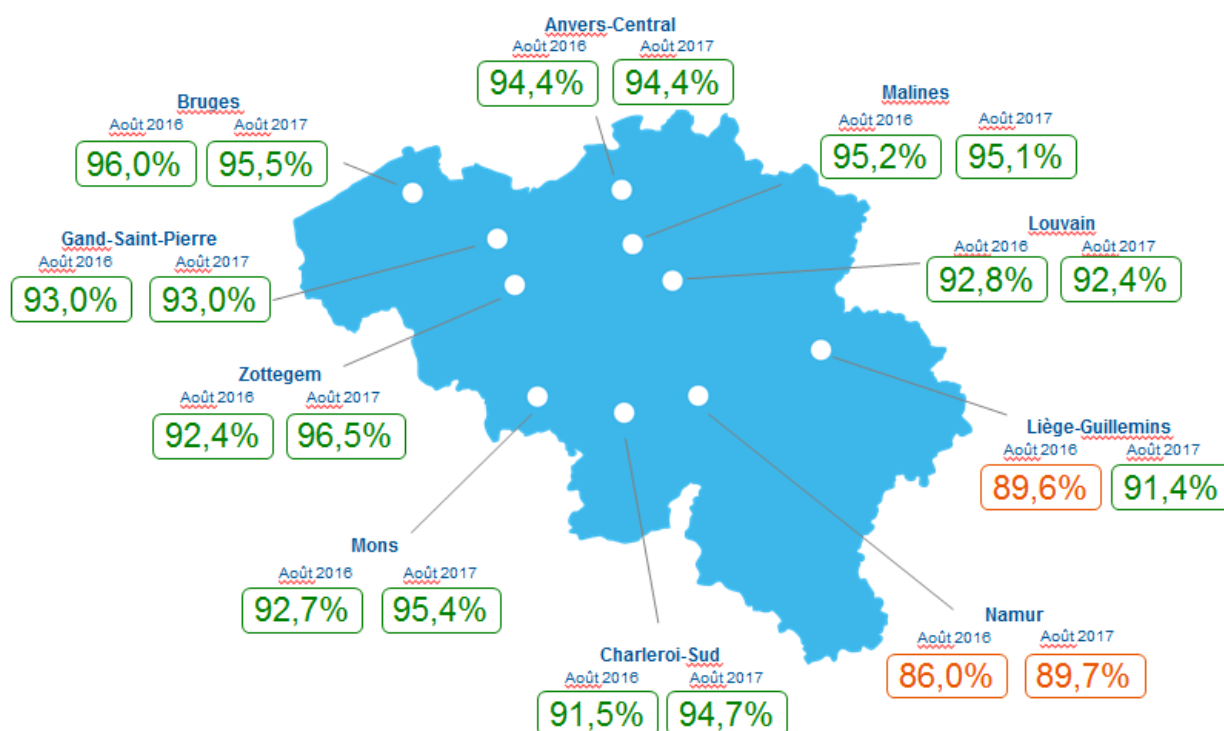 Anvers-Central
Août 2016 Août 2017
94,4% 94,4%
Bruges
Août 2016 Août 2017
96,0% 95,5%
Malines
Août 2016 Août 2017
95,2% 95,1%
Gand-Saint-Pierre
Août 2016 Août 2017
93,0% 93,0%
Louvain
Août 2016 Août 2017
92,8% 92,4%
Zottegem
Août 2016 Août 2017
92,4% 96,5%
Liège-Guillemins
Août 2016 Août 2017
89,6% 91,4%
Mons
Août 2016 Août 2017
92,7% 95,4%
Namur
Août 2016 Août 2017
86,0% 89,7%
Charleroi-Sud
Août 2016 Août 2017
91,5% 94,7%